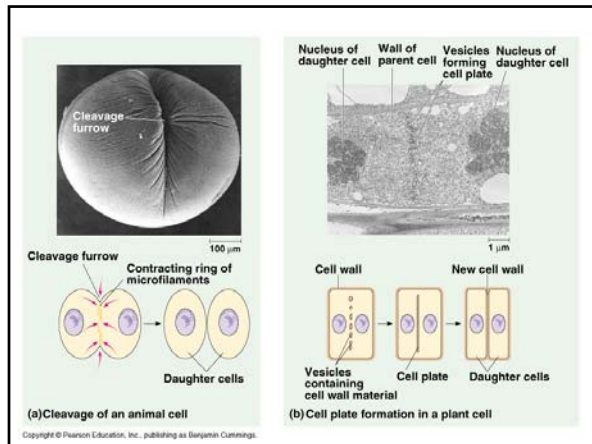 Cleavage
furrow
100 µm
Cleavage furrow
Contracting ring of
microfilaments
Daughter cells
(a)Cleavage of an animal cell
Nucleus of
daughter cell
Wall of
parent cell
Vesicles
forming
cell plate
Nucleus of
daughter cell
1 µm
Cell wall
New cell wall
Vesicles
containing
cell wall material
Cell plate
Daughter cells
(b)Cell plate formation in a plant cell
Copyright © Pearson Education, Inc., publishing as Benjamin Cummings.